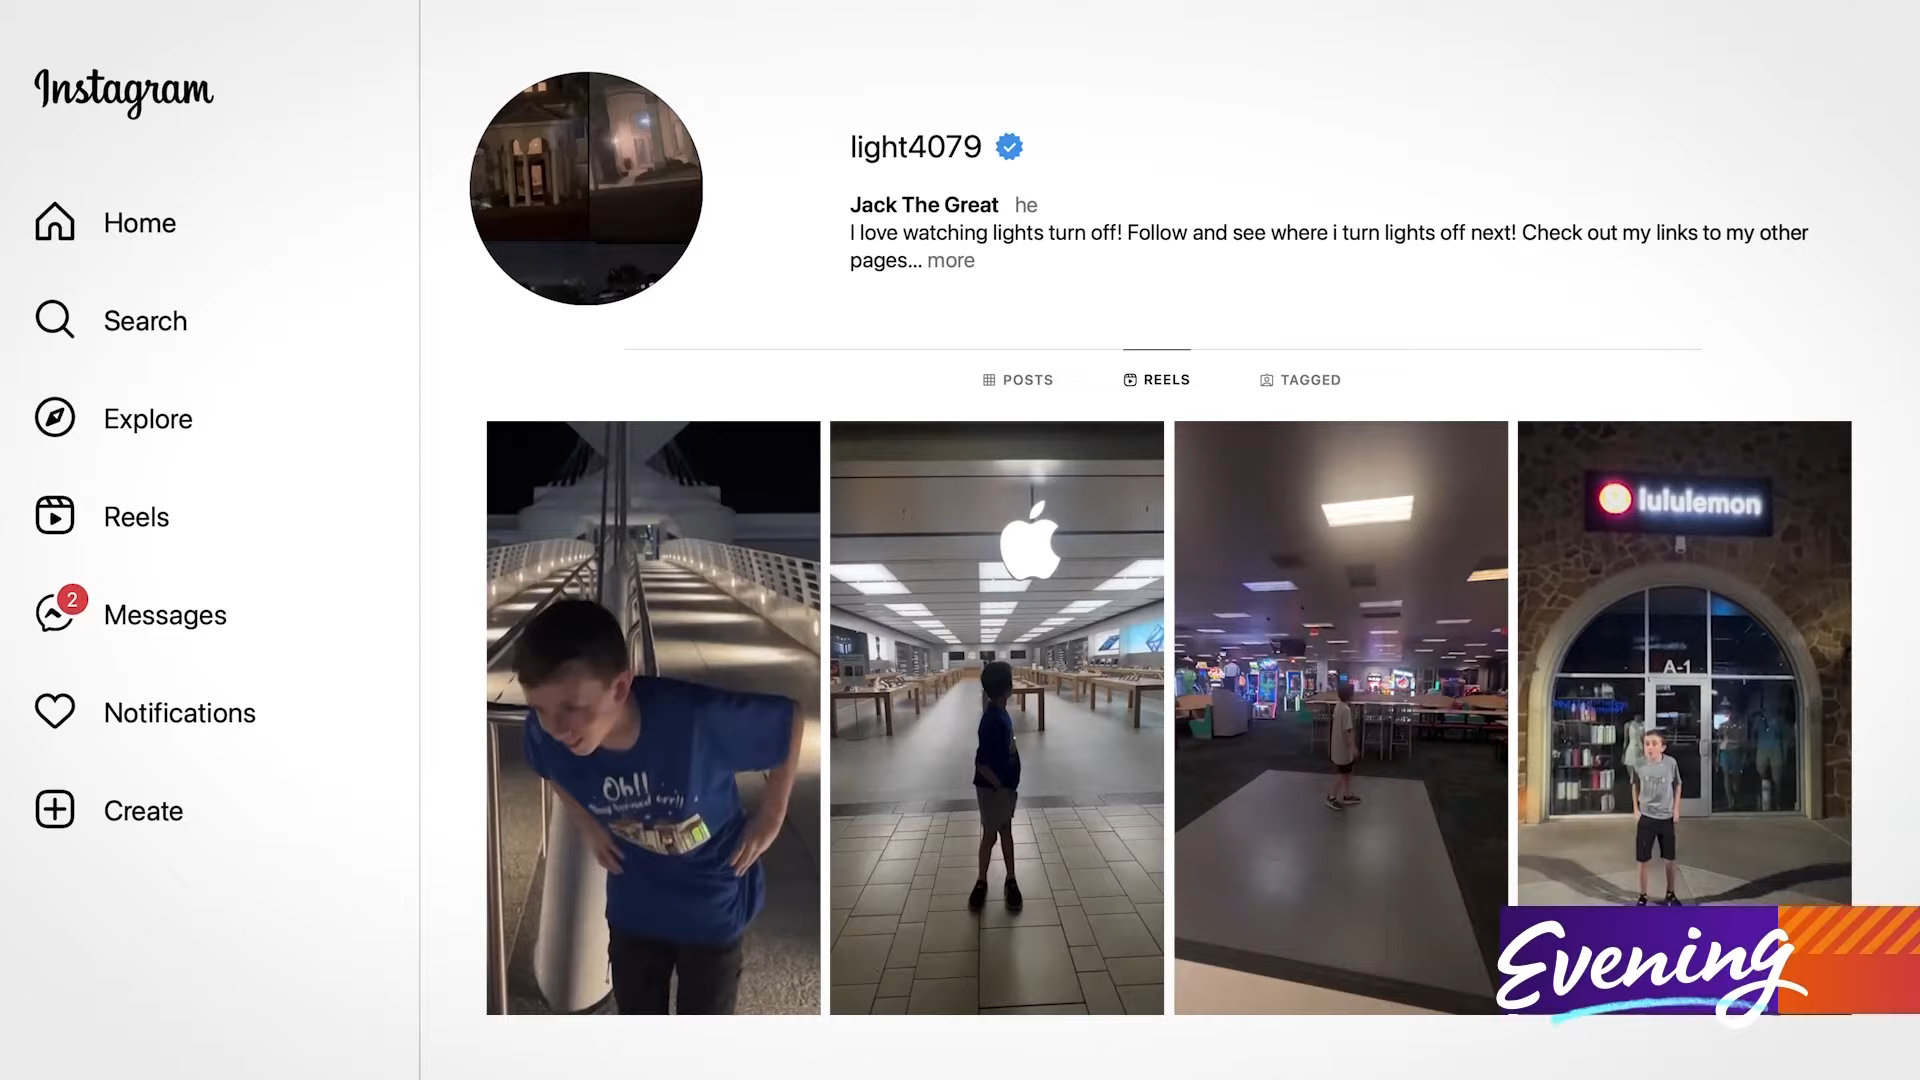 Instagram
Home
Search
Explore
Reels
2
Messages
Notifications
Create
light4079
Jack The Great he
I love watching lights turn off! Follow and see where i turn lights off next! Check out my links to my other
pages... more
POSTS
REELS
TAGGED
Oh!!
lululemon
A-1
Evening